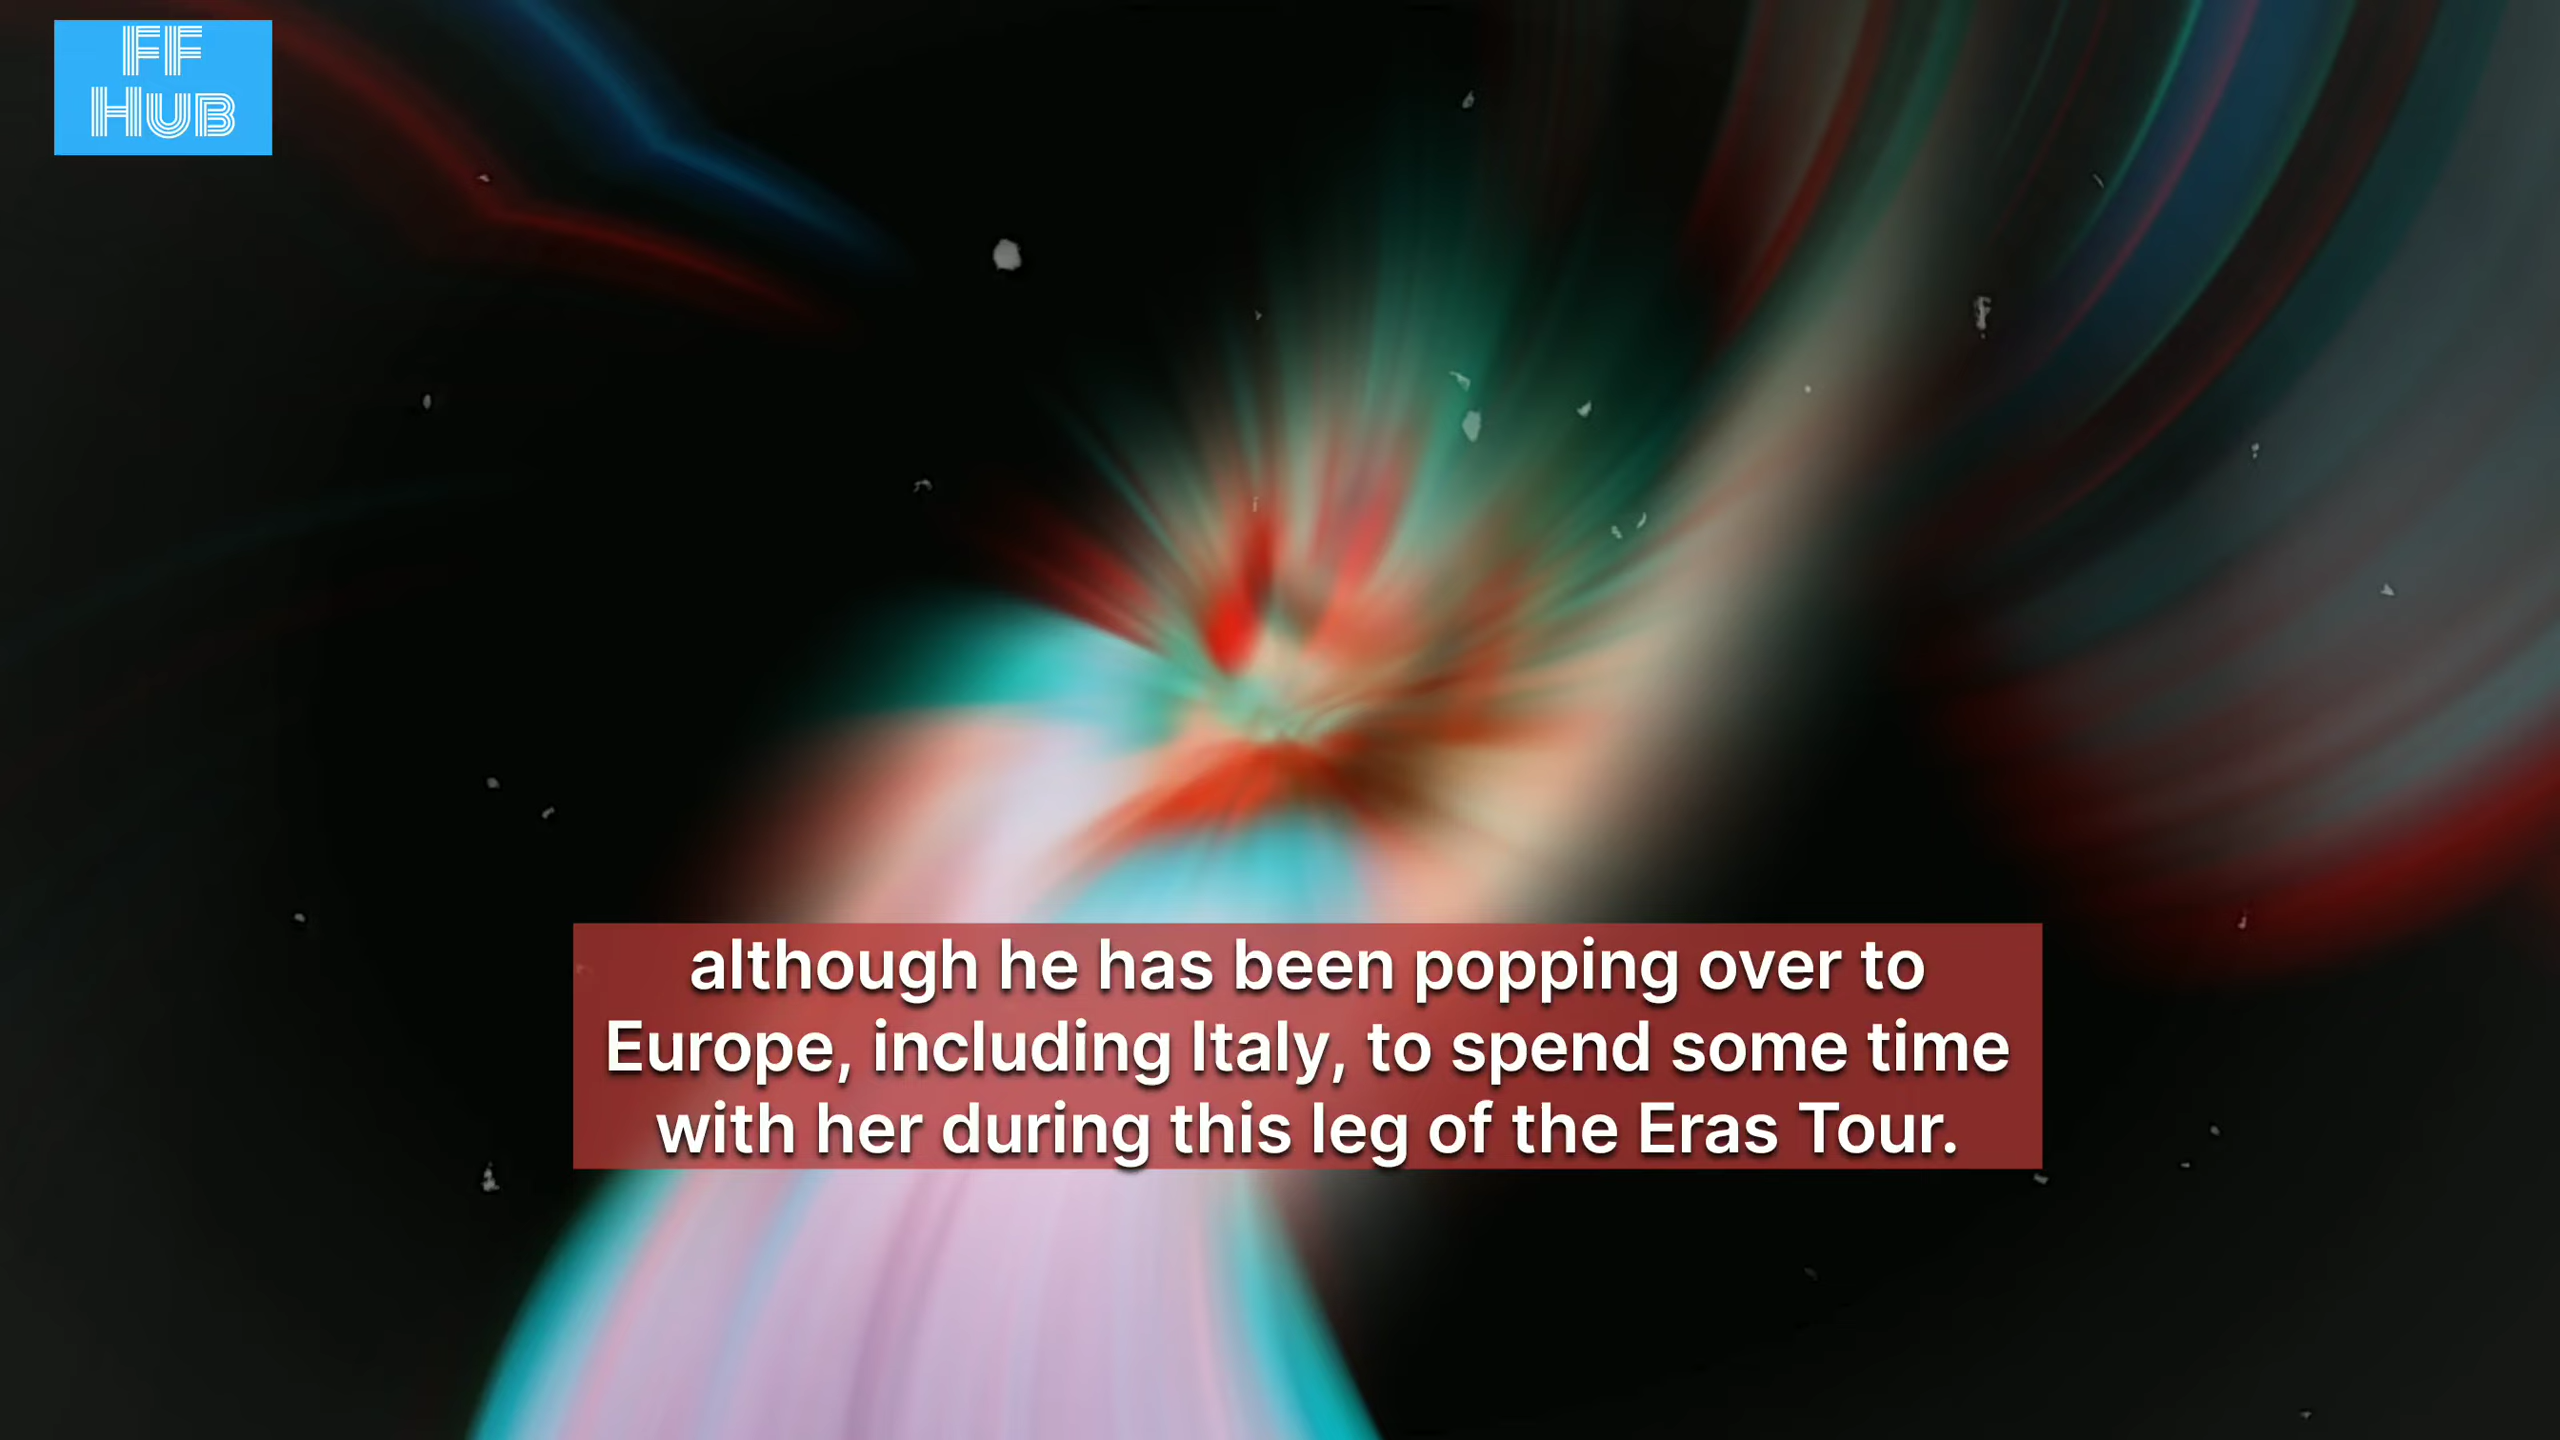 FF
HUB
although he has been popping over to
Europe, including Italy, to spend some time
with her during this leg of the Eras Tour.